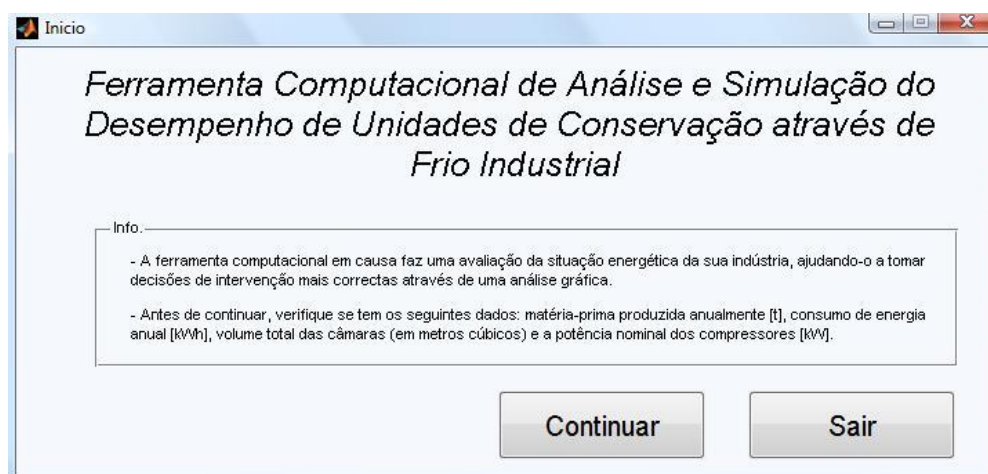 Inicio
Ferramenta Computacional de Análise e Simulação do
Desempenho de Unidades de Conservação através de
Frio Industrial
Info.
- A ferramenta computacional em causa faz uma avaliação da situação energética da sua indústria, ajudando-o a tomar
decisões de intervenção mais correctas através de uma análise gráfica.
- Antes de continuar, verifique se tem os seguintes dados: matéria-prima produzida anualmente [t], consumo de energia
anual [kWh], volume total das câmaras (em metros cúbicos) e a potência nominal dos compressores [kW].
Continuar
Sair